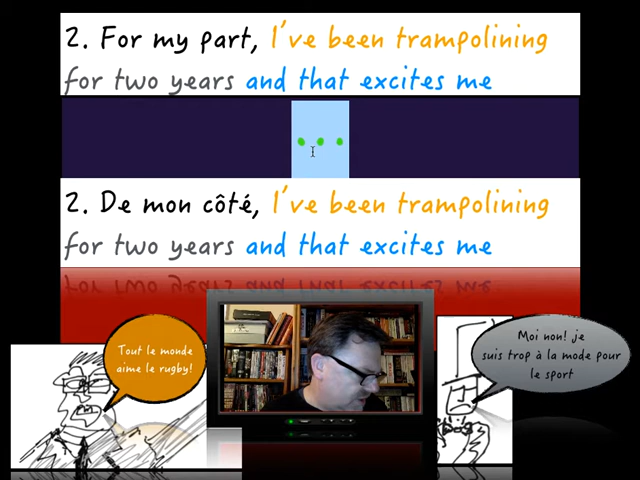 2. For my part, I've been trampolining
for two years and that excites me
2. De mon côté, I've been trampolining
for two years and that excites me
Tout le monde
aime le rugby!
Moi non! je
suis trop à la mode pour
le sport